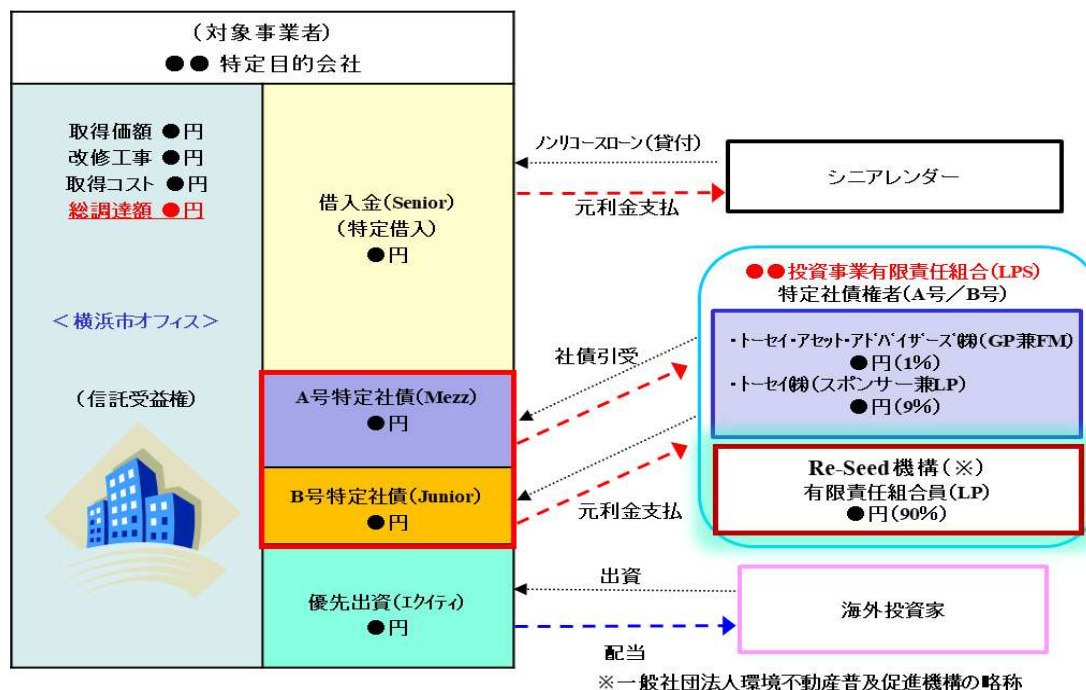 (対象事業者)
●● 特定目的会社
取得価額 ●円
改修工事 ●円
取得コスト ●円
総調達額 ●円
＜横浜市オフィス＞
(信託受益権)
借入金(Senior)
(特定借入)
●円
A号特定社債(Mezz)
●円
B号特定社債(Junior)
●円
優先出資(ｴｸｲﾃｨ)
●円
ﾉﾝﾘｺｰｽﾛｰﾝ(貸付)
元利金支払
シニアレンダー
社債引受
元利金支払
●●投資事業有限責任組合(LPS)
特定社債権者(A号／B号)
・ﾄｰｾｲ・ｱｾｯﾄ・ｱﾄﾞﾊﾞｲｻﾞｰｽﾞ㈱(GP兼FM)
●円(1%)
・ﾄｰｾｲ㈱(スポンサー兼LP)
●円(9%)
Re-Seed機構(※)
有限責任組合員(LP)
●円(90%)
出資
配当
海外投資家
※一般社団法人環境不動産普及促進機構の略称